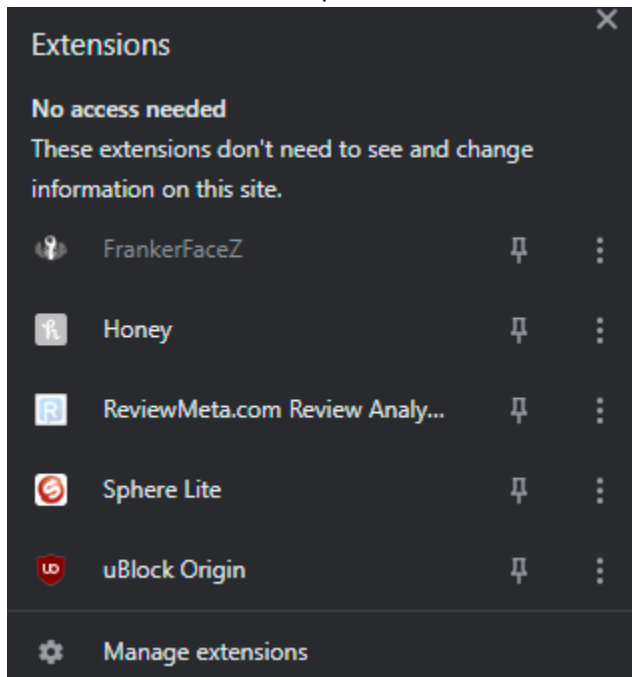 Extensions
No access needed
These extensions don't need to see and change
information on this site.
FrankerFaceZ
Honey
ReviewMeta.com Review Analy...
Sphere Lite
uBlock Origin
Manage extensions